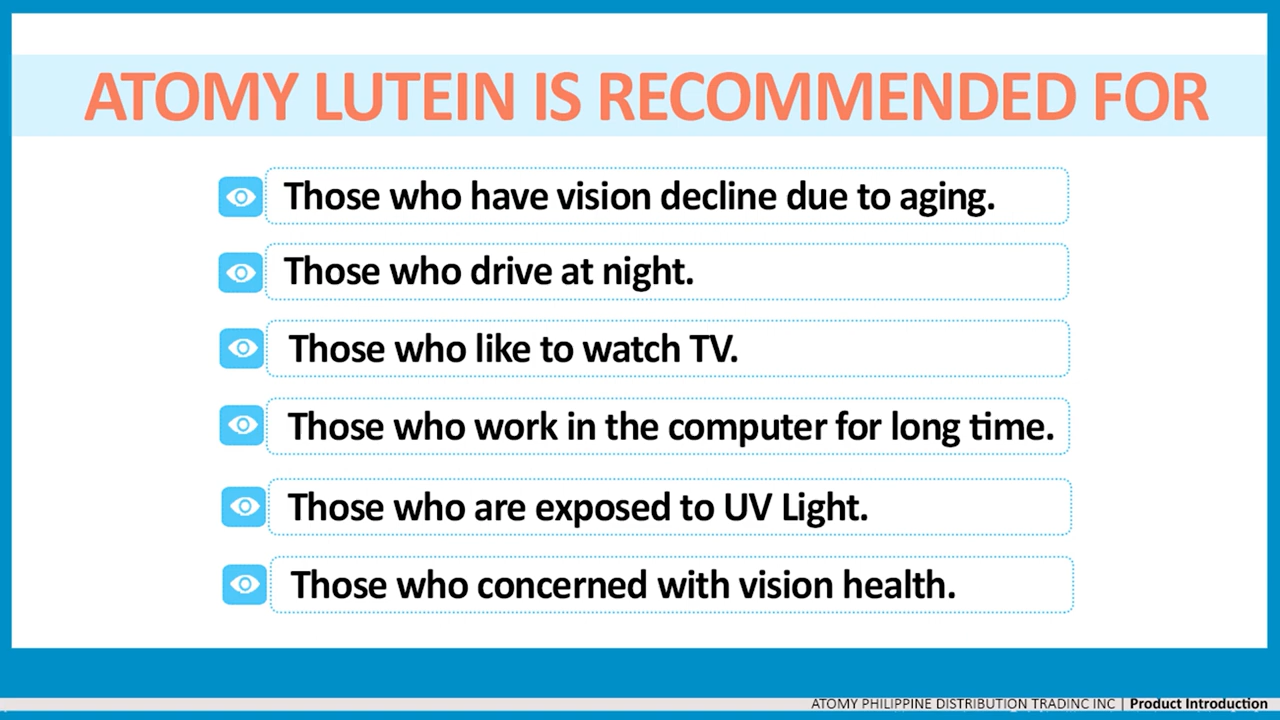 ATOMY LUTEIN IS RECOMMENDED FOR
Those who have vision decline due to aging.
Those who drive at night.
Those who like to watch TV.
Those who work in the computer for long time.
Those who are exposed to UV Light.
Those who concerned with vision health.
ATOMY PHILIPPINE DISTRIBUTION TRADINC INC | Product Introduction